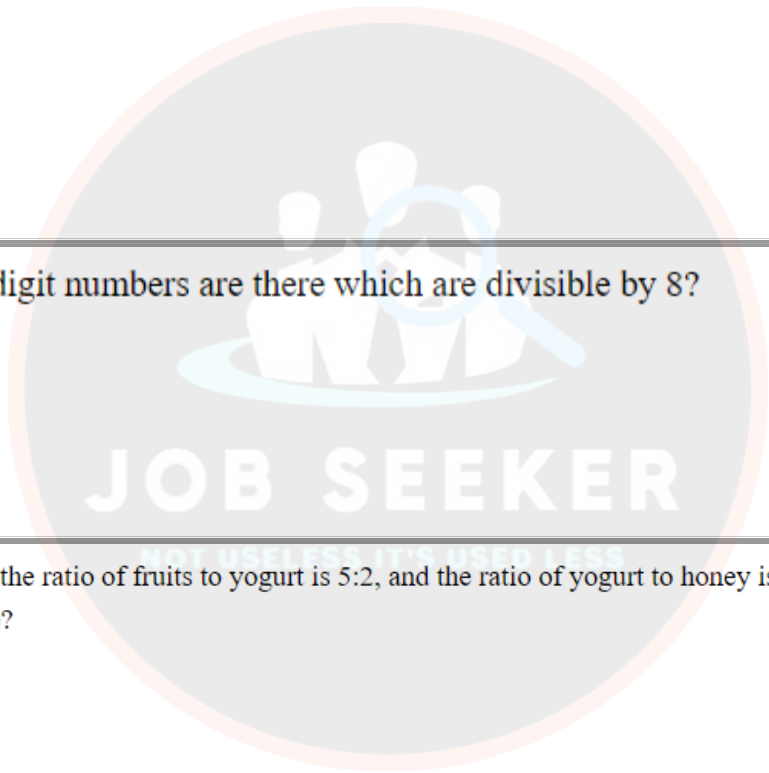 digit numbers are there which are divisible by 8?
JOB SEEKER
NOT USELESS IT'S USED LESS
the ratio of fruits to yogurt is 5:2, and the ratio of yogurt to honey is
?